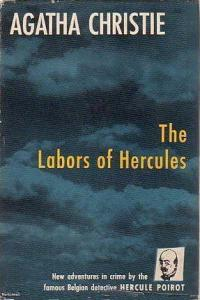 AGATHA CHRISTIE
The
Labors of Hercules
New adventures in crime by the
famous Belgian detective HERCULE POIROT